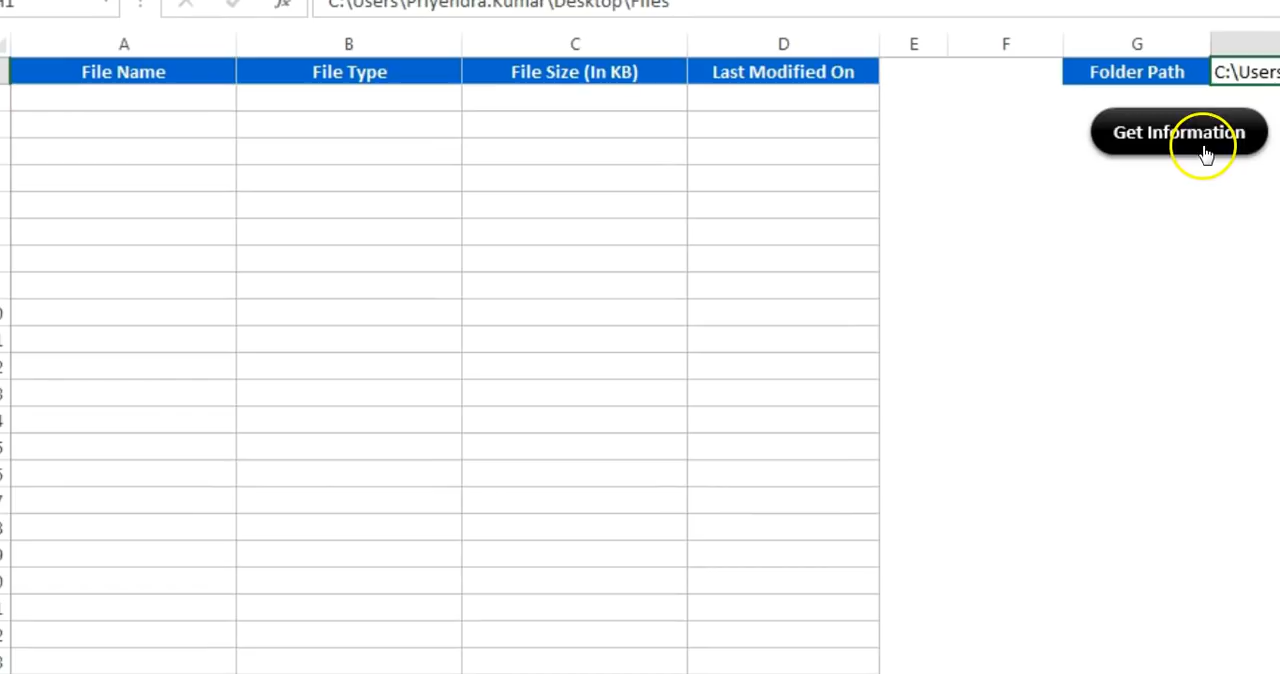 C:\Users\Priyendra.Kumar\Desktop\Files
A B C D E F G
File Name File Type File Size (In KB) Last Modified On Folder Path C:\Users
Get Information